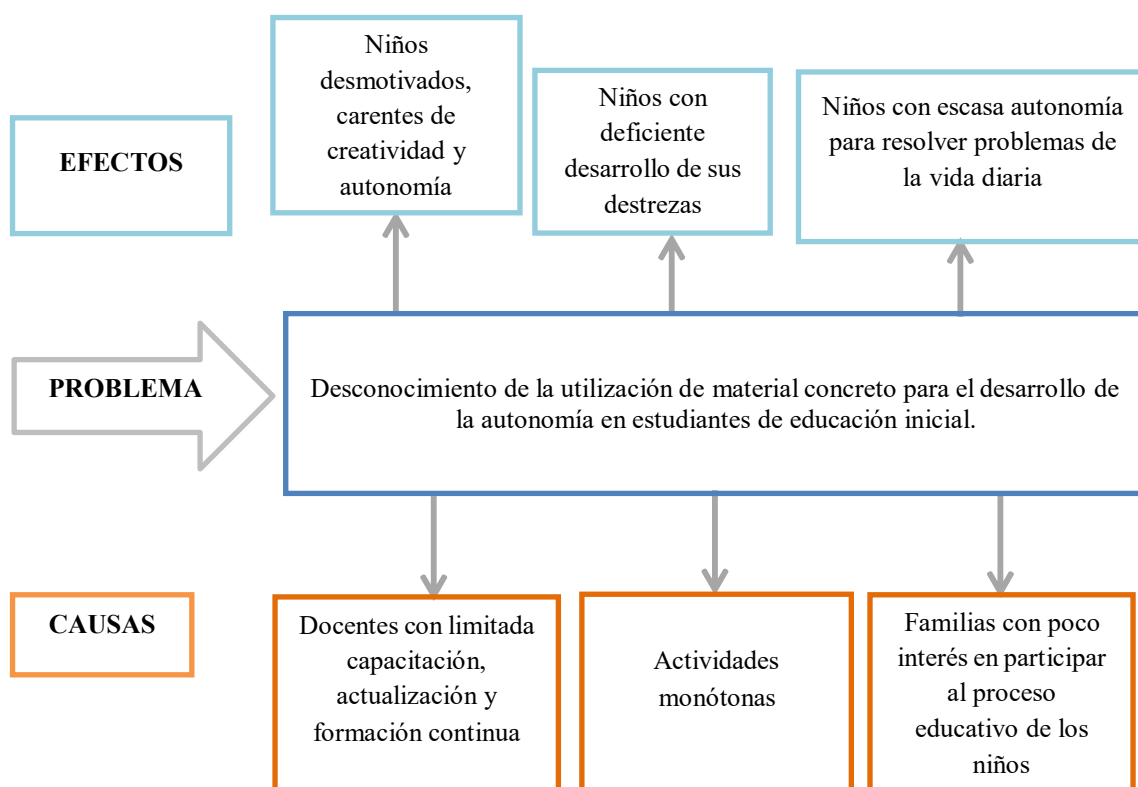 EFECTOS
Niños
desmotivados,
carentes de
creatividad y
autonomía
Niños con
deficiente
desarrollo de sus
destrezas
Niños con escasa autonomía
para resolver problemas de
la vida diaria
PROBLEMA
Desconocimiento de la utilización de material concreto para el desarrollo de
la autonomía en estudiantes de educación inicial.
CAUSAS
Docentes con limitada
capacitación,
actualización y
formación continua
Actividades
monótonas
Familias con poco
interés en participar
al proceso
educativo de los
niños